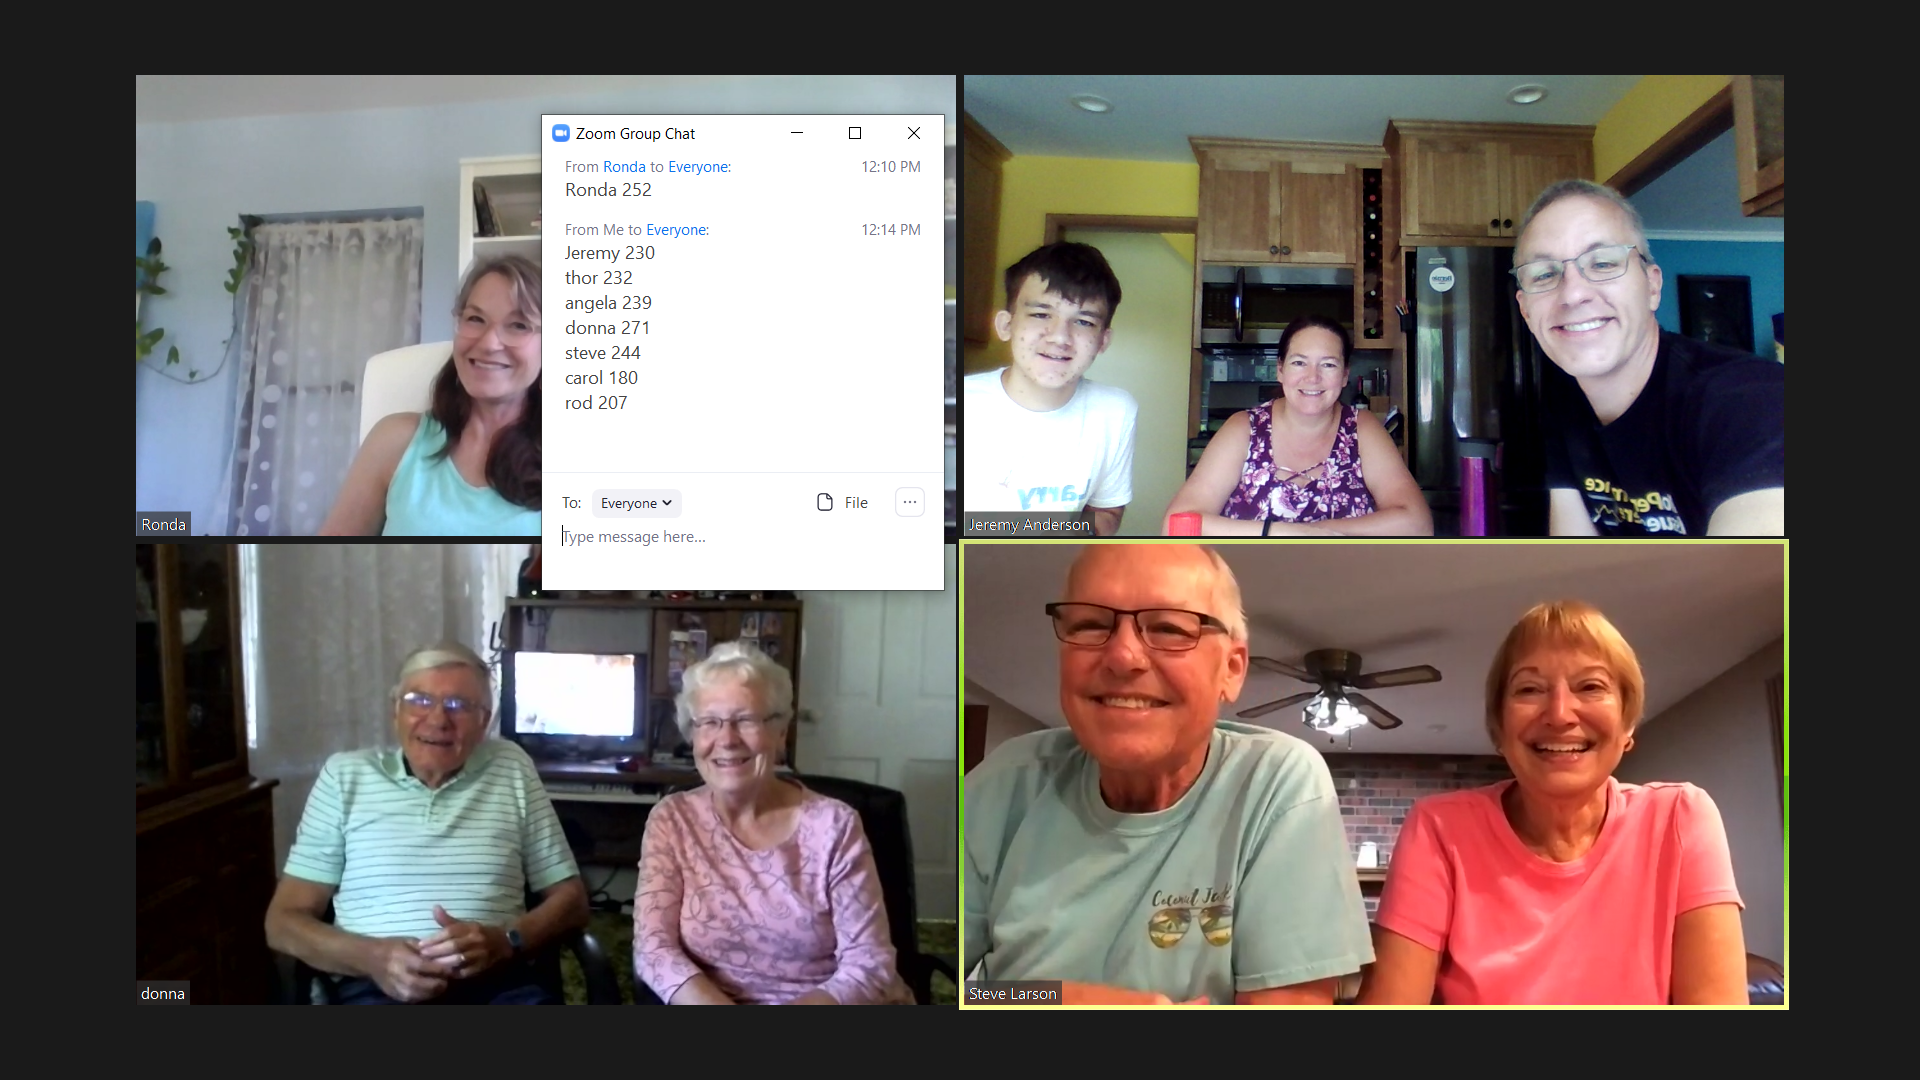 Zoom Group Chat
From Ronda to Everyone: 12:10 PM
Ronda 252
From Me to Everyone: 12:14 PM
Jeremy 230
thor 232
angela 239
donna 271
steve 244
carol 180
rod 207
To: Everyone File ...
Type message here...
Ronda
Jeremy Anderson
Larry
donna
Steve Larson
Coconut